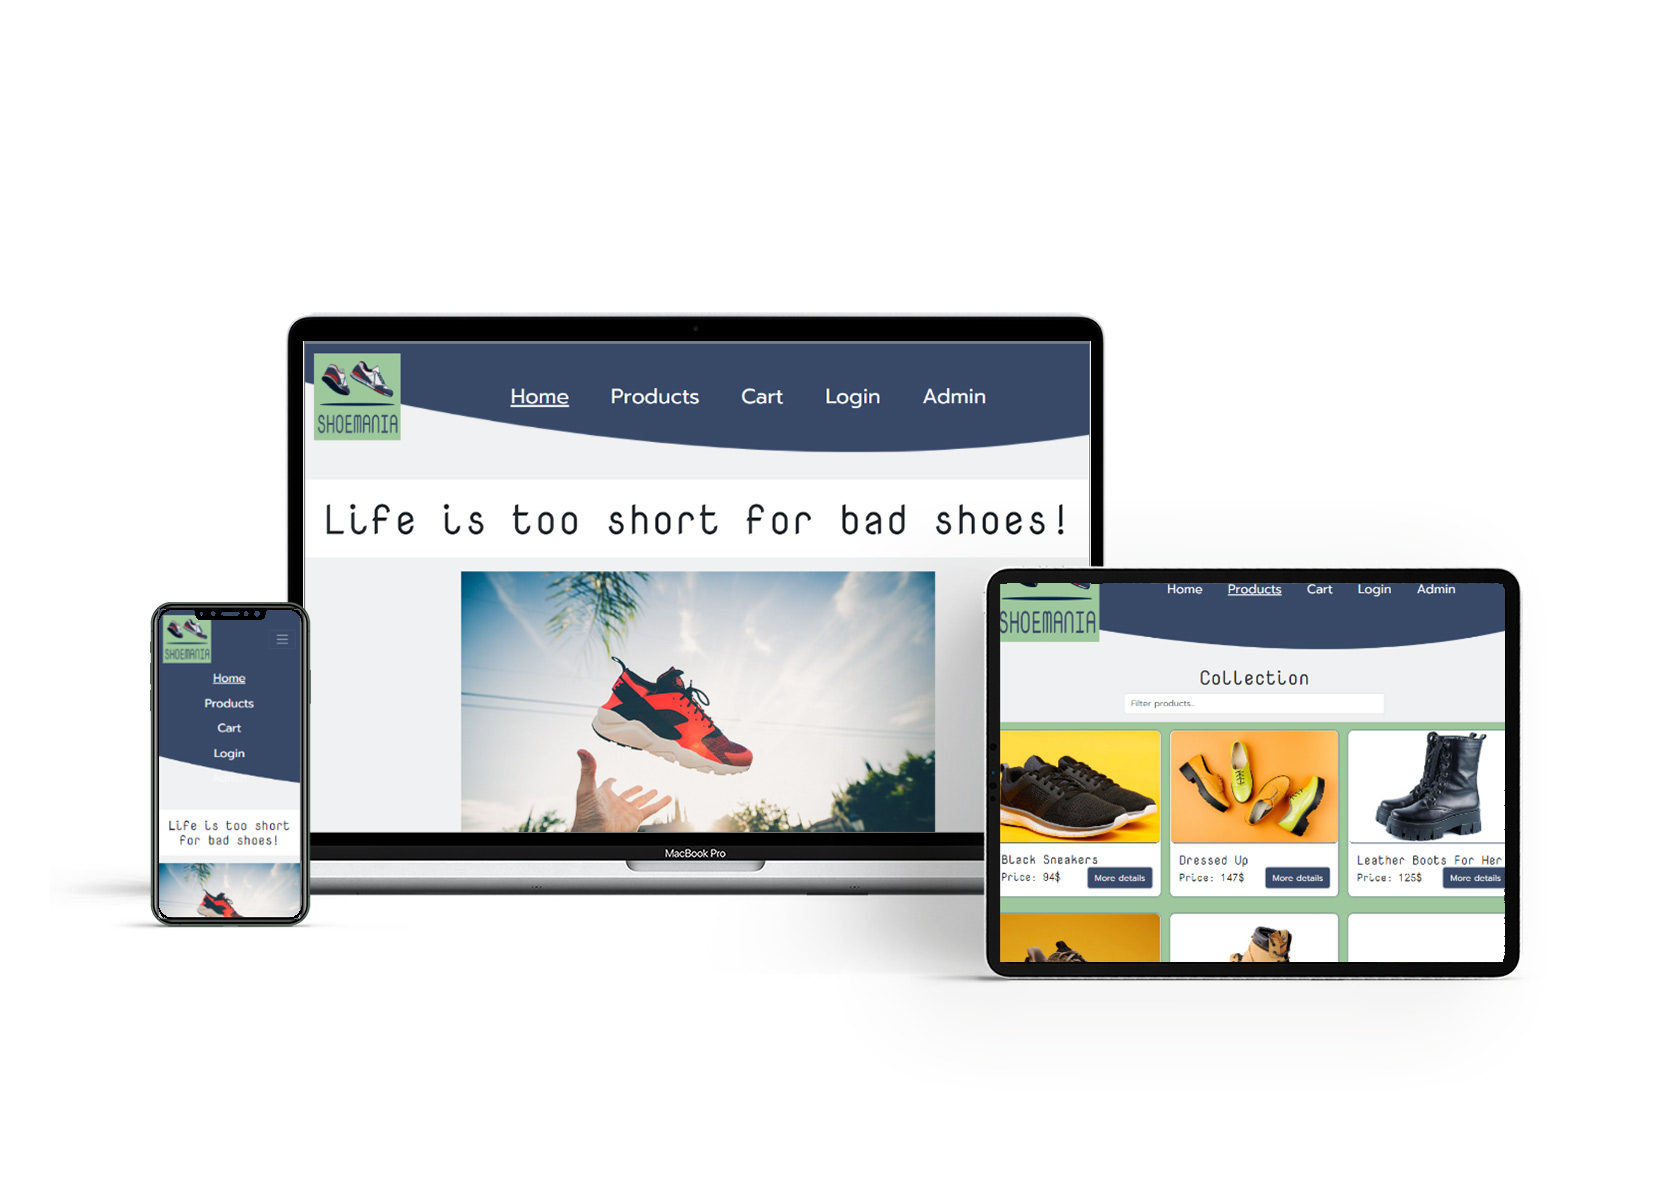 SHOEMANIA
Home Products Cart Login Admin
Life is too short for bad shoes!
MacBook Pro
SHOEMANIA
Home
Products
Cart
Login
Life is too short
for bad shoes!
Home Products Cart Login Admin
SHOEMANIA
Collection
Filter products..
Black Sneakers
Price: 94$ More details
Dressed Up
Price: 147$ More details
Leather Boots For Her
Price: 125$ More details